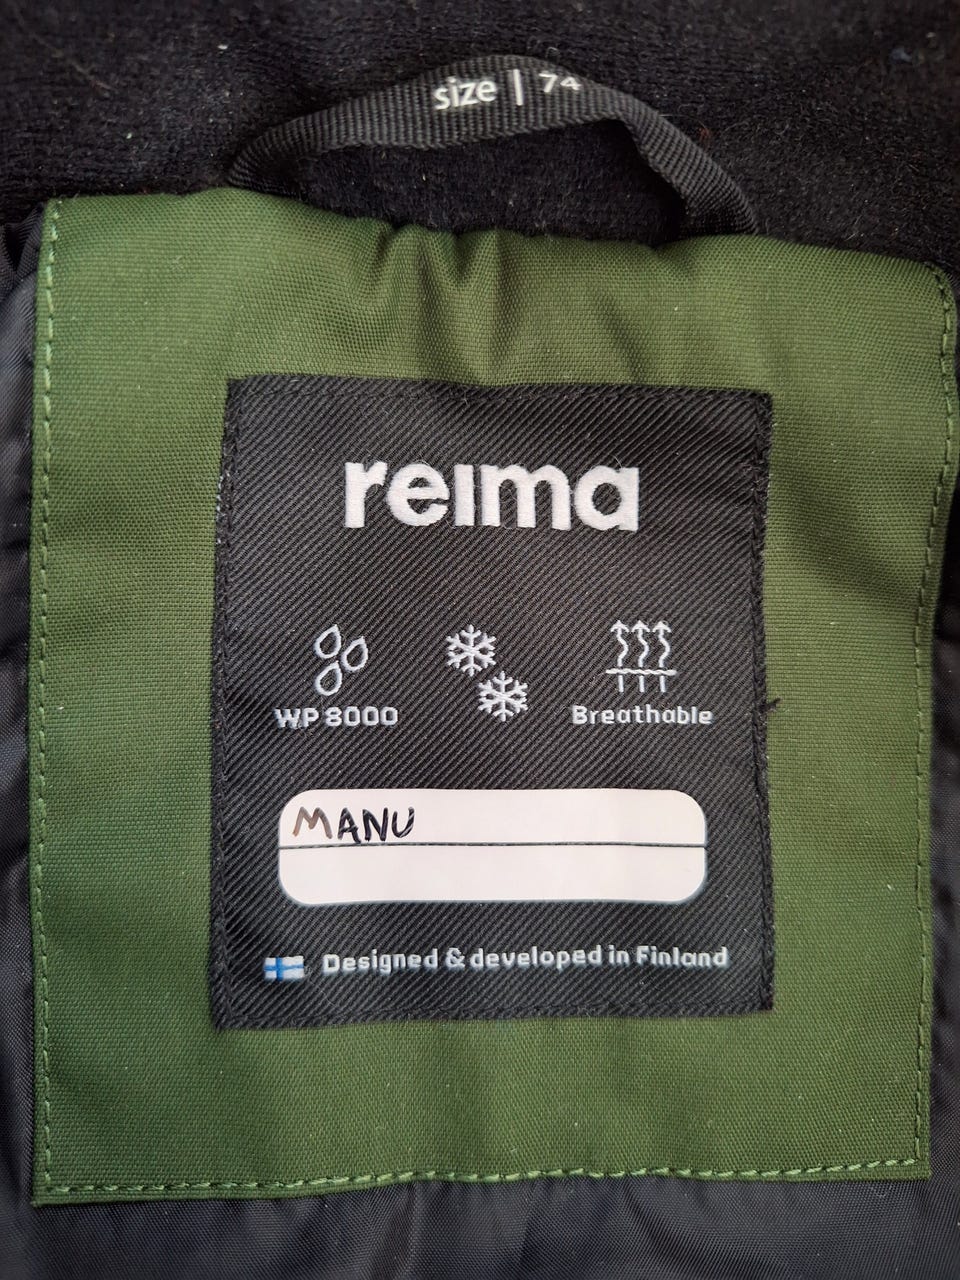 size | 74
reima
WP 8000
Breathable
MANU
Designed & developed in Finland